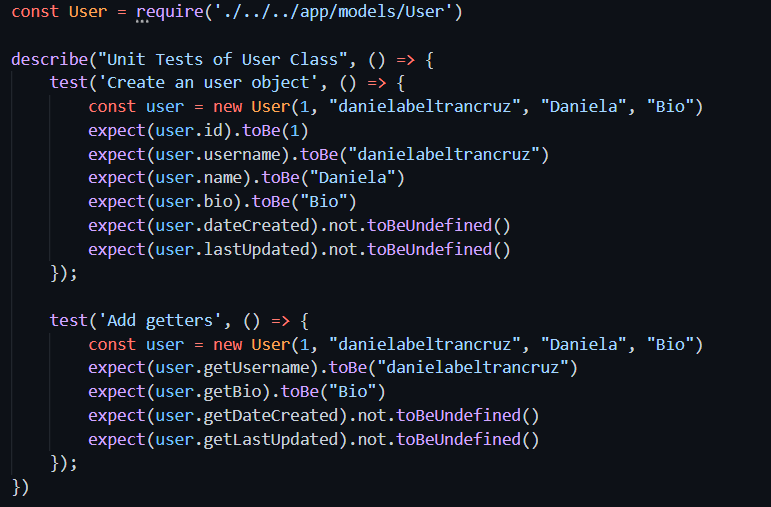 const User = require('./../../app/models/User')
describe("Unit Tests of User Class", () => {
test('Create an user object', () => {
const user = new User(1, "danielabeltrancruz", "Daniela", "Bio")
expect(user.id).toBe(1)
expect(user.username).toBe("danielabeltrancruz")
expect(user.name).toBe("Daniela")
expect(user.bio).toBe("Bio")
expect(user.dateCreated).not.toBeUndefined()
expect(user.lastUpdated).not.toBeUndefined()
});
test('Add getters', () => {
const user = new User(1, "danielabeltrancruz", "Daniela", "Bio")
expect(user.getUsername).toBe("danielabeltrancruz")
expect(user.getBio).toBe("Bio")
expect(user.getDateCreated).not.toBeUndefined()
expect(user.getLastUpdated).not.toBeUndefined()
});
})